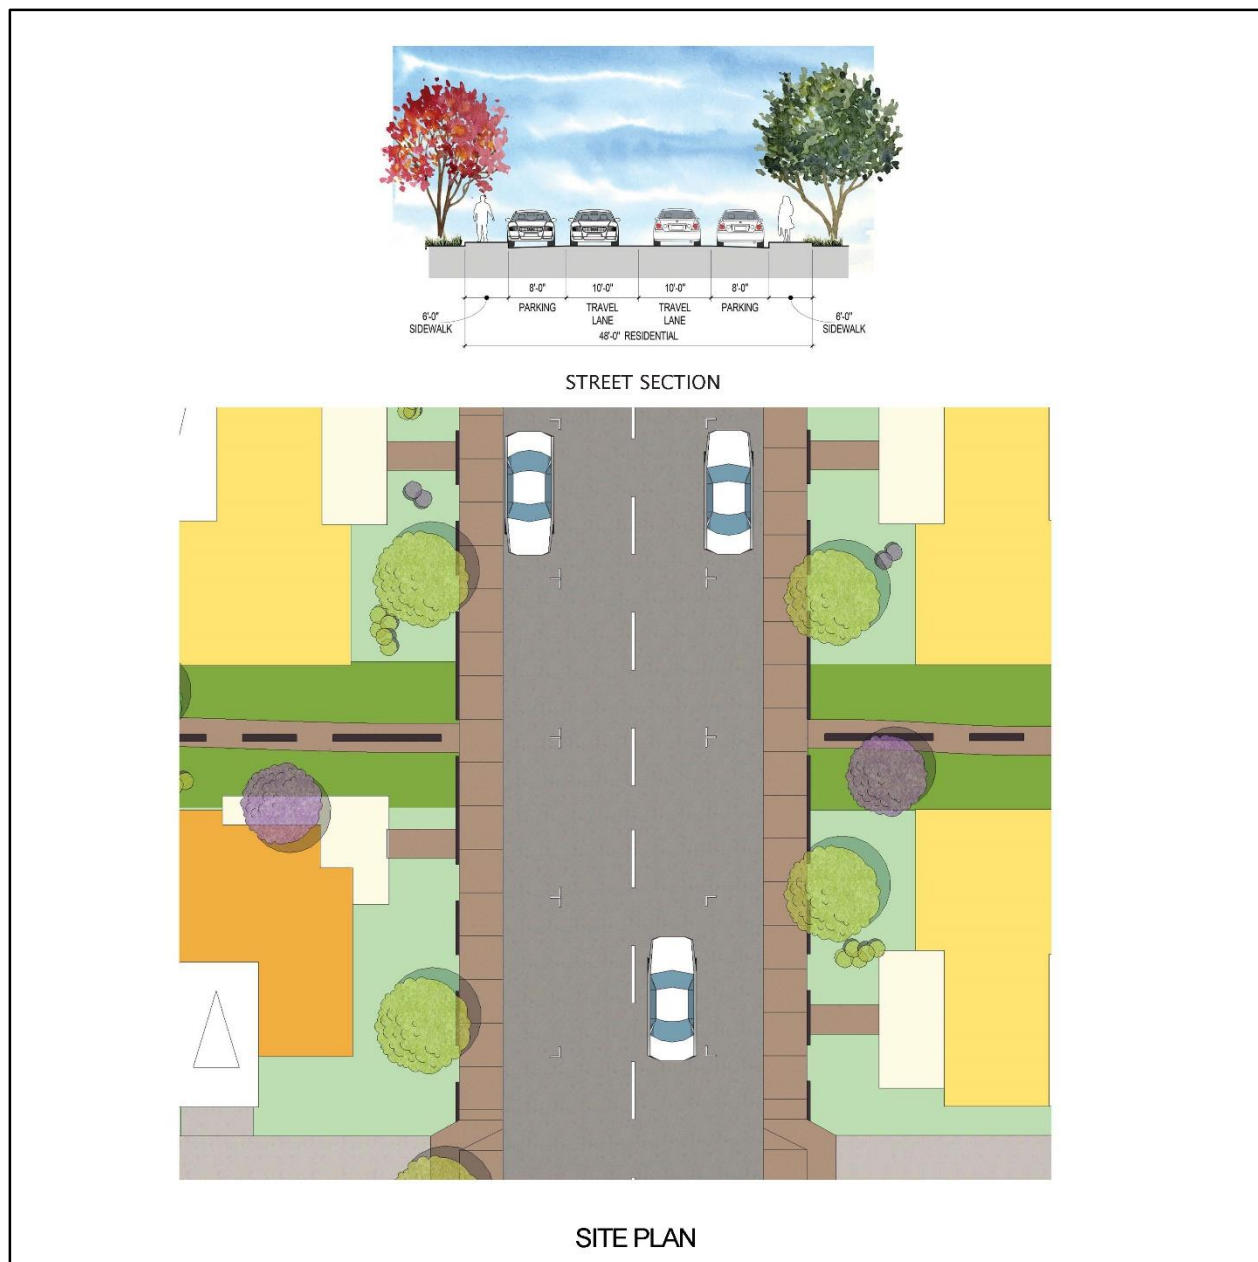 8'-0" 10'-0" 10'-0" 8'-0"
PARKING TRAVEL LANE TRAVEL LANE PARKING
6'-0" SIDEWALK
6'-0" SIDEWALK
48'-0" RESIDENTIAL
STREET SECTION
SITE PLAN